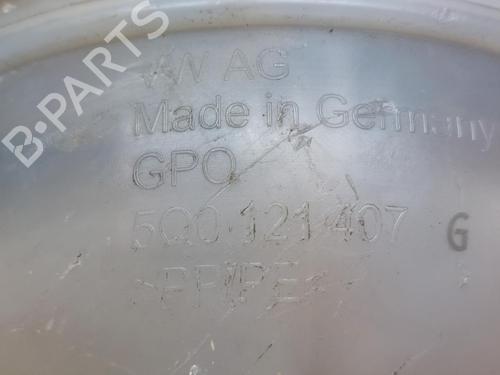 B-PARTS
VW AG
Made in Germany
GPO
5Q0 121 407 G
>PP/PE<